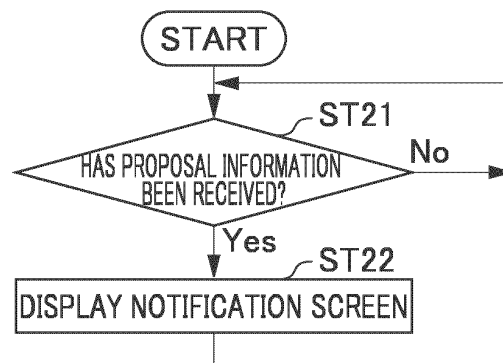 START
ST21
HAS PROPOSAL INFORMATION
BEEN RECEIVED?
No
Yes
ST22
DISPLAY NOTIFICATION SCREEN